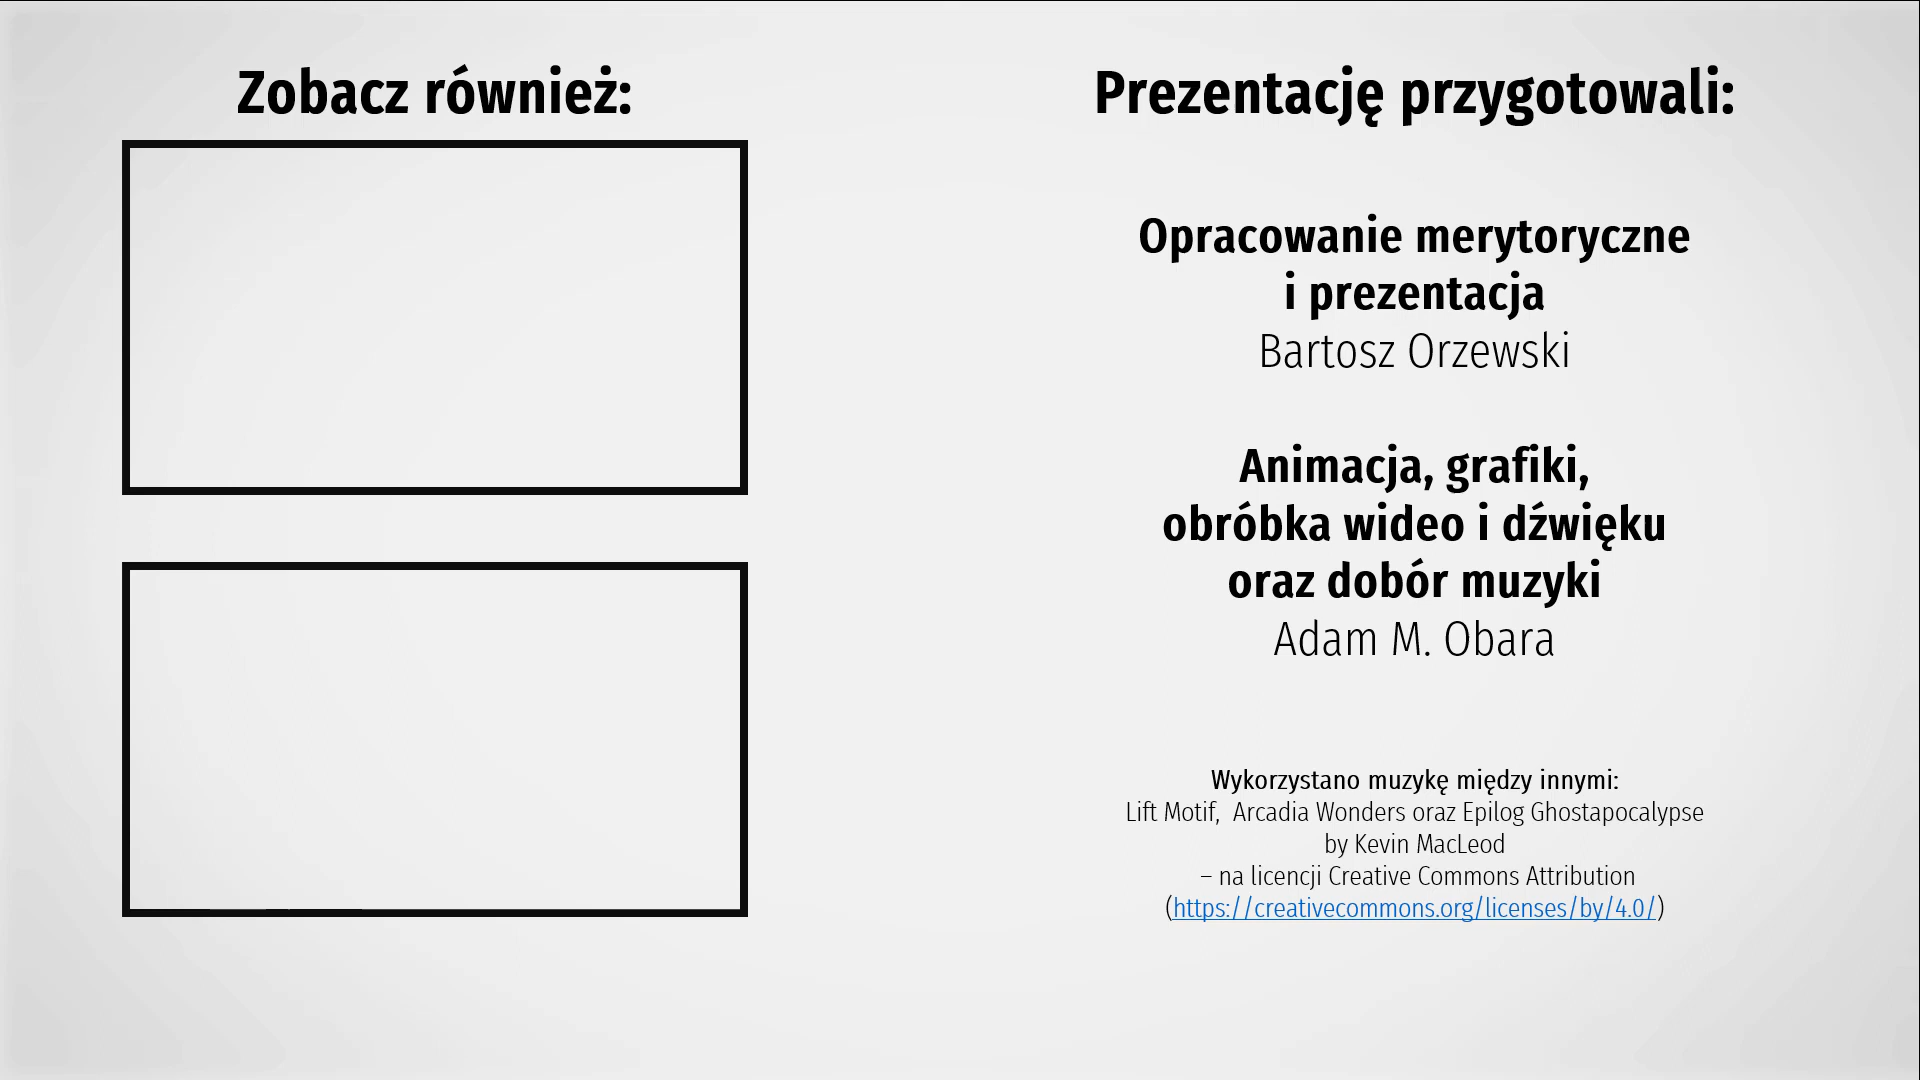 Zobacz również:
Prezentację przygotowali:
Opracowanie merytoryczne
i prezentacja
Bartosz Orzewski
Animacja, grafiki,
obróbka wideo i dźwięku
oraz dobór muzyki
Adam M. Obara
Wykorzystano muzykę między innymi:
Lift Motif, Arcadia Wonders oraz Epilog Ghostapocalypse
by Kevin MacLeod
– na licencji Creative Commons Attribution
(https://creativecommons.org/licenses/by/4.0/)